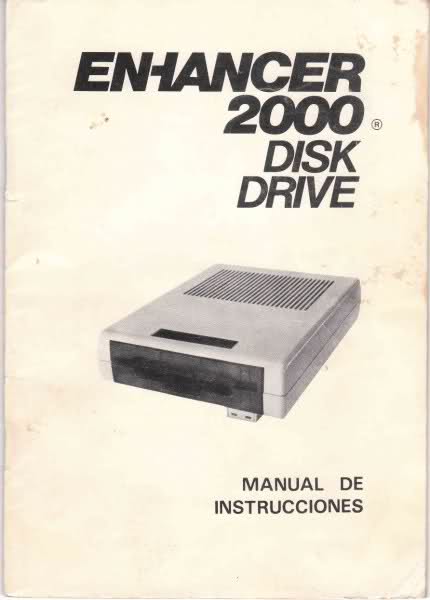 ENHANCER
2000 ®
DISK
DRIVE
MANUAL DE
INSTRUCCIONES